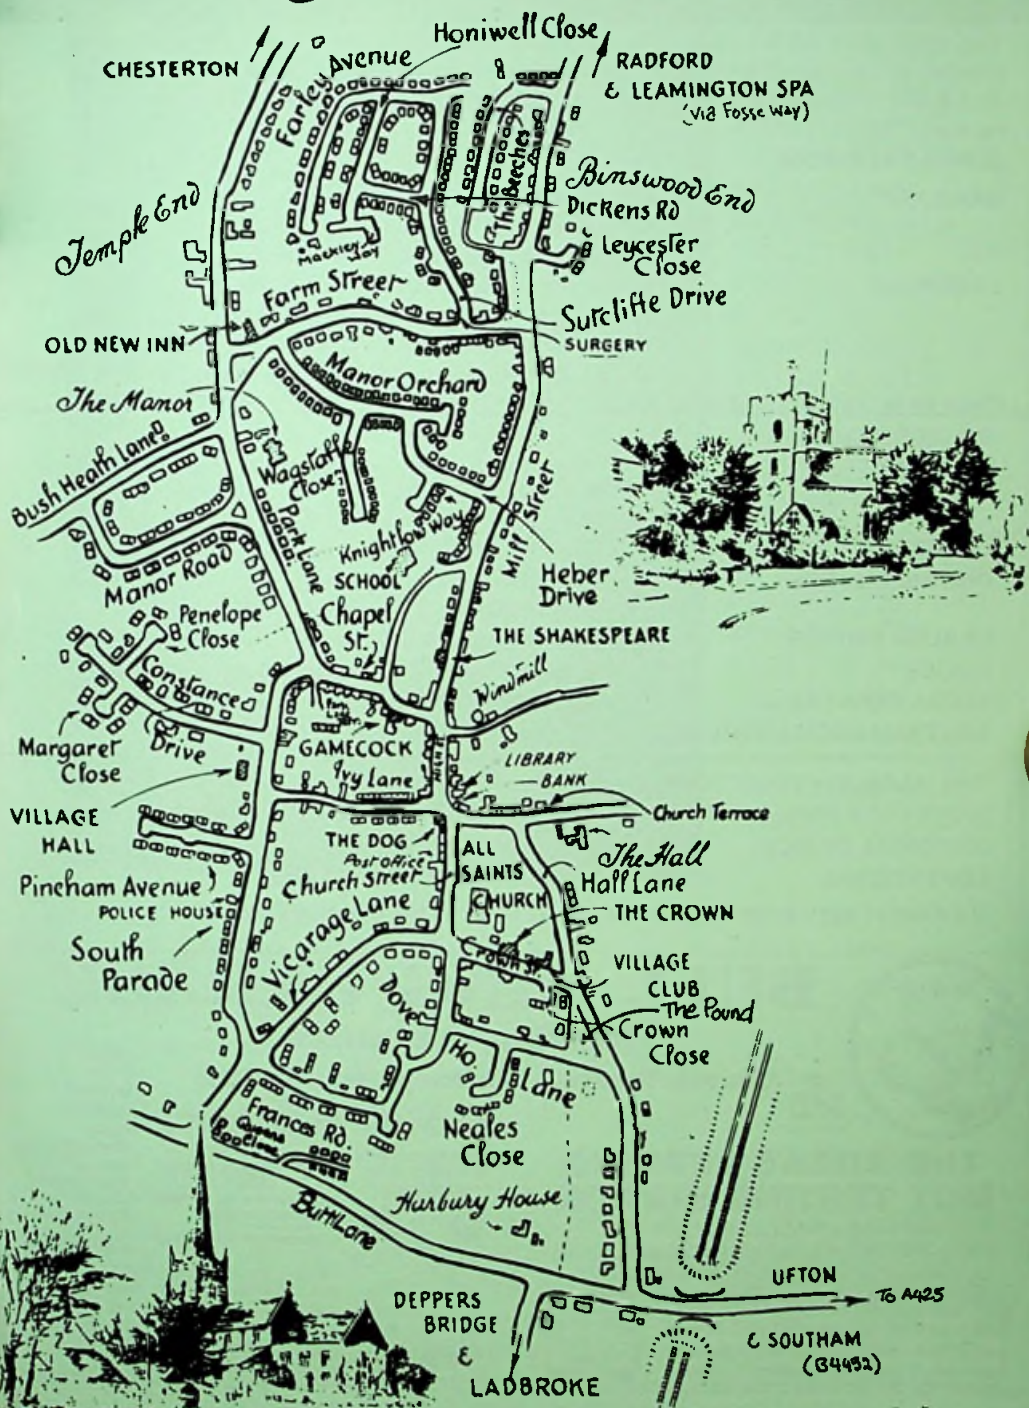 Honiwell Close
CHESTERTON
Farley Avenue
RADFORD
& LEAMINGTON SPA
(Via Fosse Way)
The Beeches
Binswood End
Dickens Rd
Temple End
Mackley Way
Leycester
Close
Farm Street
Sutcliffe Drive
OLD NEW INN
SURGERY
The Manor
Manor Orchard
Bush Heath Lane
Wagstaff
Close
Park Lane
Knightlow Way
Mill Street
Manor Road
SCHOOL
Heber
Drive
Penelope
Close
Chapel
St.
THE SHAKESPEARE
Constance
Drive
Windmill
Margaret
Close
GAMECOCK
Ivy Lane
LIBRARY
BANK
VILLAGE
HALL
Church Terrace
THE DOG
Post office
Church Street
ALL
SAINTS
CHURCH
The Hall
Hall Lane
Pincham Avenue
POLICE HOUSE
THE CROWN
South
Parade
Vicarage Lane
Crown St
VILLAGE
CLUB
Dove
The Pound
Crown
Close
Ho.
Lane
Frances Rd.
Neales
Close
Harbury House
Butt Lane
UFTON
TO A425
DEPPERS
BRIDGE
&
LADBROKE
& SOUTHAM
(B4452)